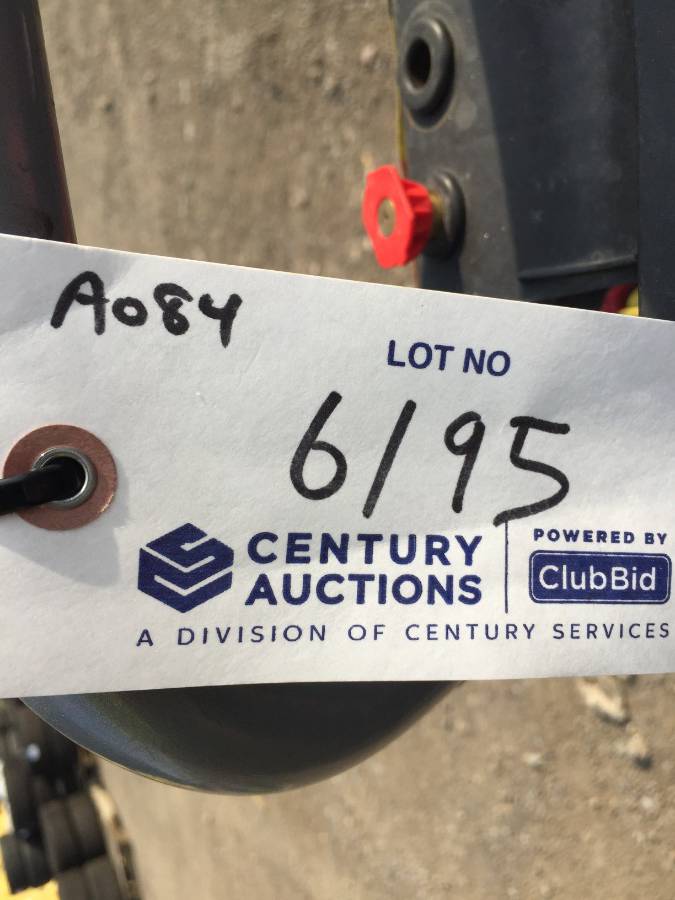 A084
LOT NO
6195
CENTURY
AUCTIONS
POWERED BY
ClubBid
A DIVISION OF CENTURY SERVICES